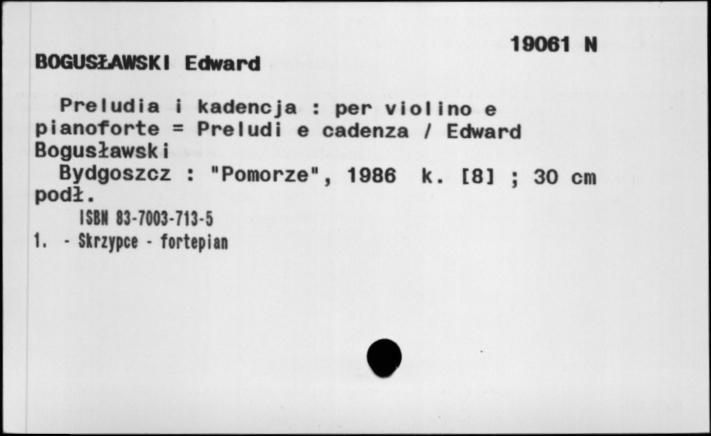 19061 N
BOGUSŁAWSKI Edward
Preludia i kadencja : per violino e
pianoforte = Preludi e cadenza / Edward
Bogusławski
Bydgoszcz : "Pomorze", 1986 k. [8] ; 30 cm
podł.
ISBN 83-7003-713-5
1. - Skrzypce - fortepian